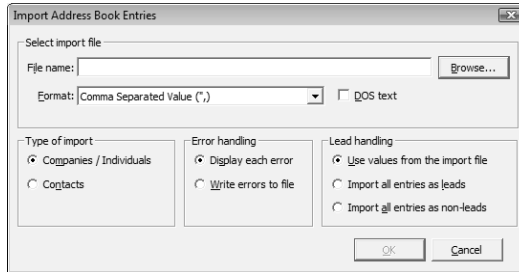 Import Address Book Entries
Select import file
File name:
Browse...
Format: Comma Separated Value (",)
DOS text
Type of import
Companies / Individuals
Contacts
Error handling
Display each error
Write errors to file
Lead handling
Use values from the import file
Import all entries as leads
Import all entries as non-leads
OK
Cancel